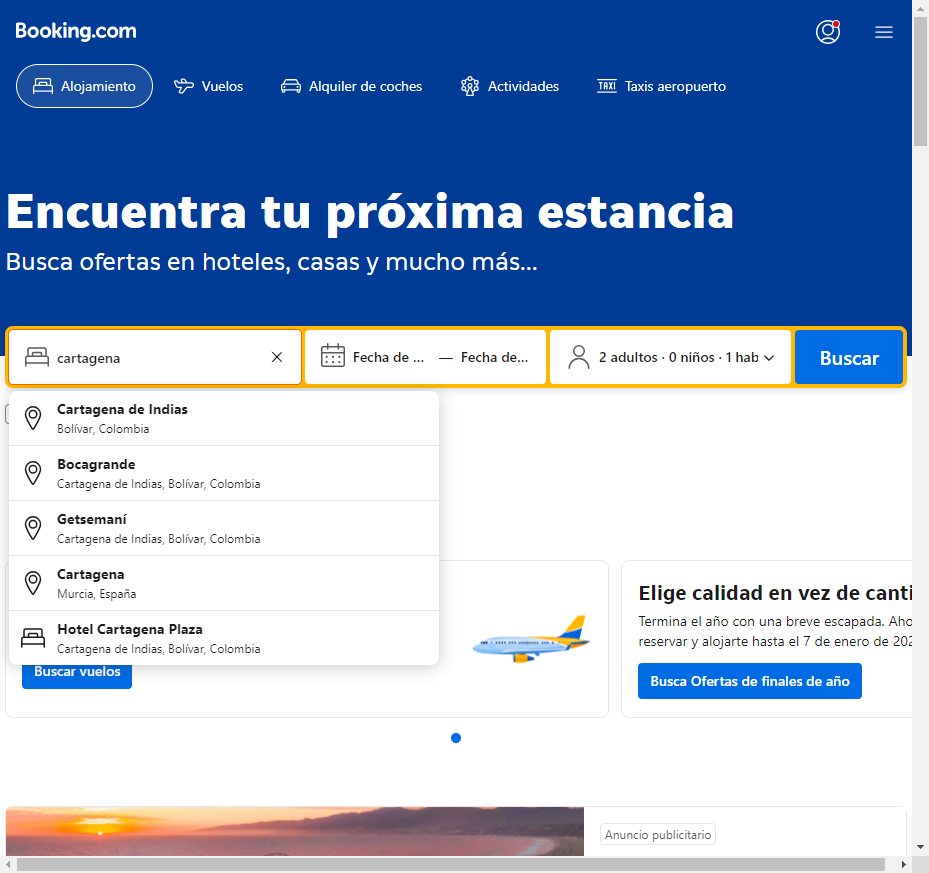 Booking.com
Alojamiento
Vuelos
Alquiler de coches
Actividades
TAXI
Taxis aeropuerto
Encuentra tu próxima estancia
Busca ofertas en hoteles, casas y mucho más...
cartagena
Fecha de ... — Fecha de...
2 adultos · 0 niños · 1 hab
Buscar
Cartagena de Indias
Bolívar, Colombia
Bocagrande
Cartagena de Indias, Bolívar, Colombia
Getsemaní
Cartagena de Indias, Bolívar, Colombia
Cartagena
Murcia, España
Hotel Cartagena Plaza
Cartagena de Indias, Bolívar, Colombia
Buscar vuelos
Elige calidad en vez de canti
Termina el año con una breve escapada. Aho
reservar y alojarte hasta el 7 de enero de 202
Busca Ofertas de finales de año
Anuncio publicitario